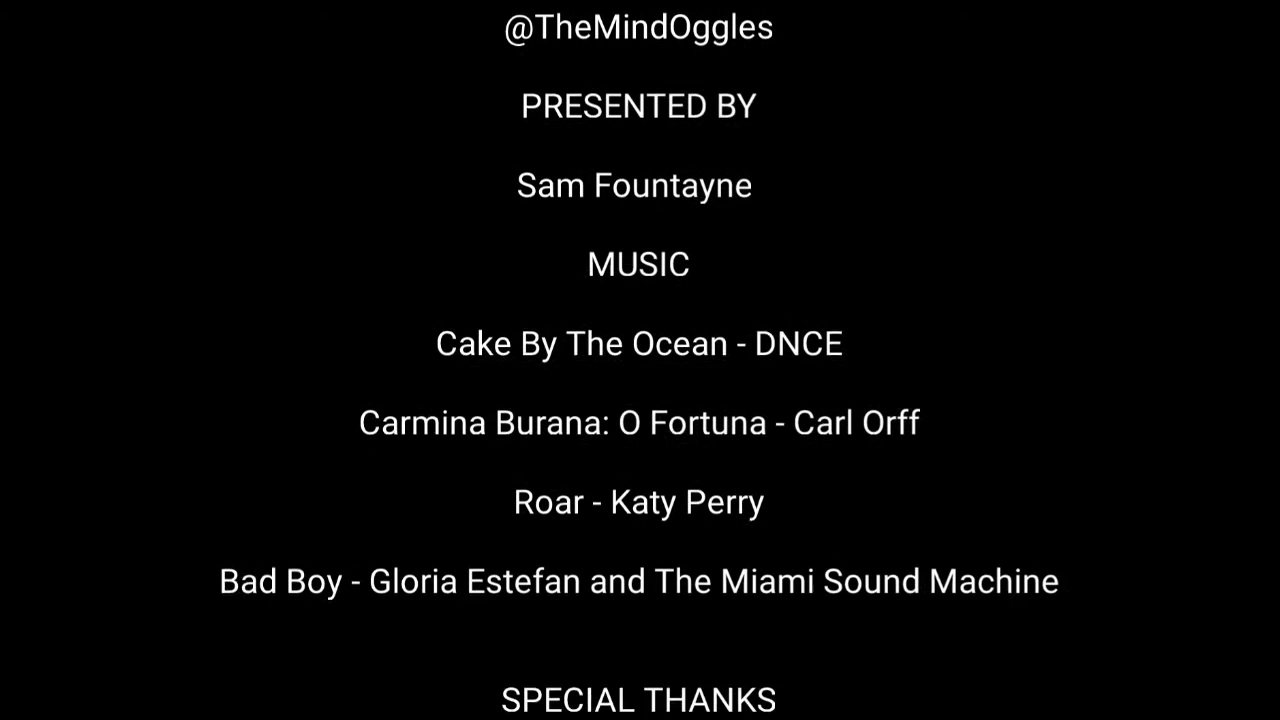 @TheMindOggles
PRESENTED BY
Sam Fountayne
MUSIC
Cake By The Ocean - DNCE
Carmina Burana: O Fortuna - Carl Orff
Roar - Katy Perry
Bad Boy - Gloria Estefan and The Miami Sound Machine
SPECIAL THANKS